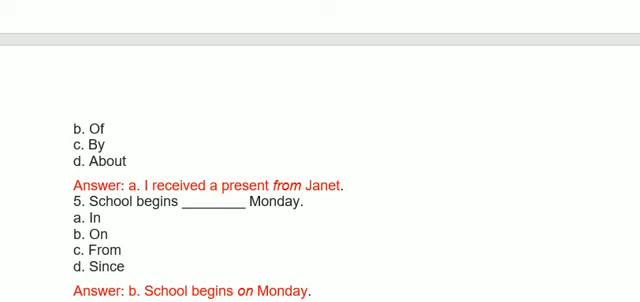 b. Of
c. By
d. About
Answer: a. I received a present from Janet.
5. School begins ________ Monday.
a. In
b. On
c. From
d. Since
Answer: b. School begins on Monday.